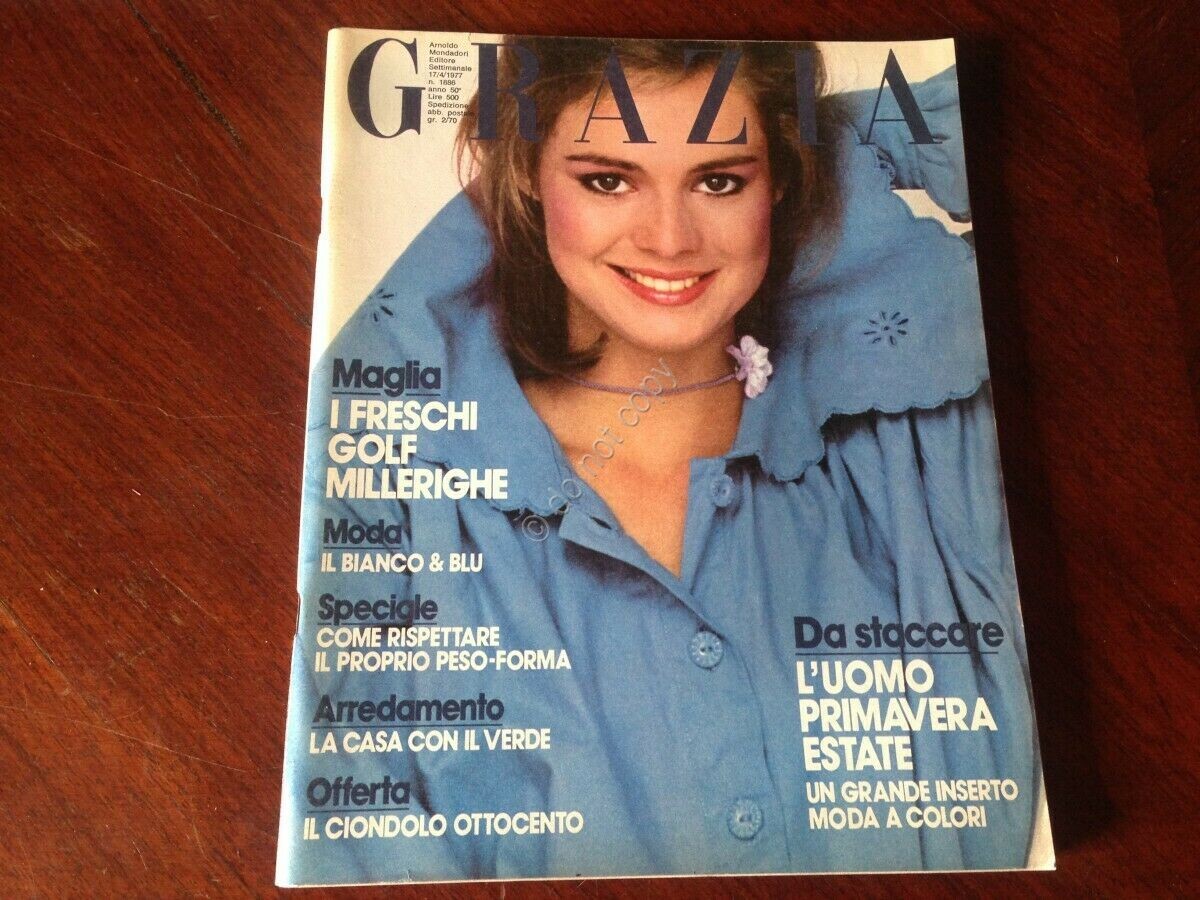 GRAZIA
Arnoldo
Mondadori
Editore
Settimanale
17/4/1977
n. 1886
anno 50°
Lire 500
Spedizione
abb. postale
gr. 2/70
Maglia
I FRESCHI
GOLF
MILLERIGHE
Moda
IL BIANCO & BLU
Speciale
COME RISPETTARE
IL PROPRIO PESO-FORMA
Arredamento
LA CASA CON IL VERDE
Offerta
IL CIONDOLO OTTOCENTO
Da staccare
L'UOMO
PRIMAVERA
ESTATE
UN GRANDE INSERTO
MODA A COLORI
© do not copy